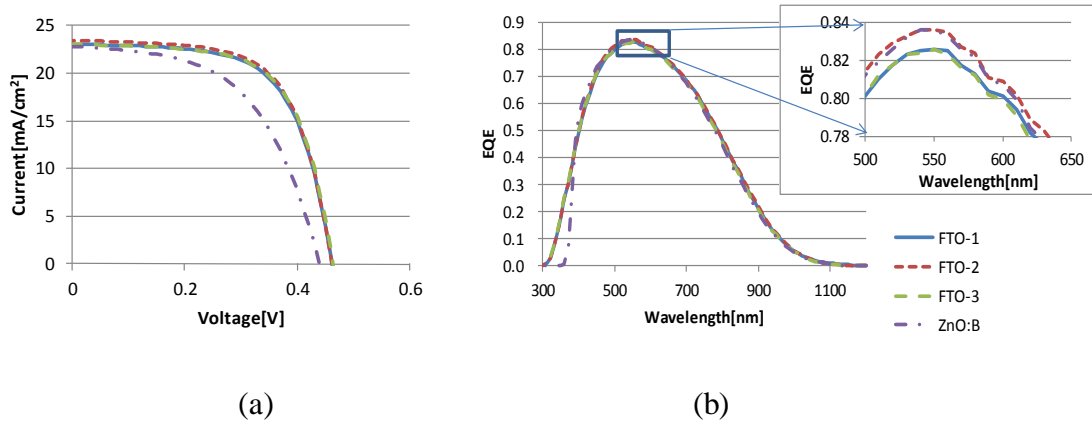 (a)
30
25
20
15
10
5
0
Current[mA/cm²]
0
0.2
0.4
0.6
Voltage[V]
(b)
0.9
0.8
0.7
0.6
0.5
0.4
0.3
0.2
0.1
0.0
EQE
300
500
700
900
1100
Wavelength[nm]
0.84
0.82
0.80
0.78
EQE
500
550
600
650
Wavelength[nm]
FTO-1
FTO-2
FTO-3
ZnO:B
(a)
(b)